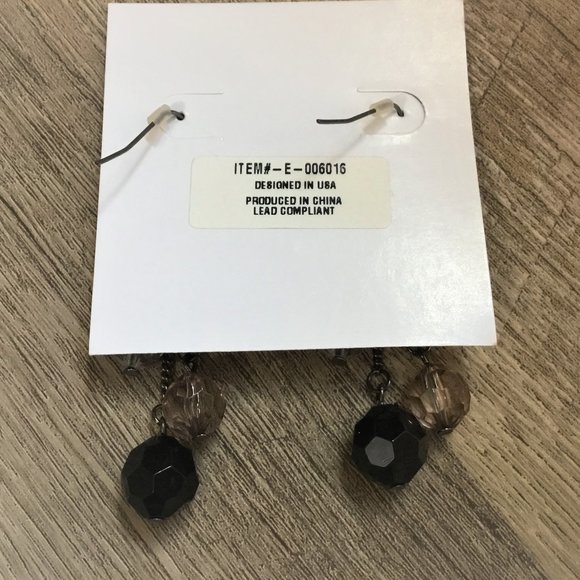 ITEM#-E-006016
DESIGNED IN USA
PRODUCED IN CHINA
LEAD COMPLIANT